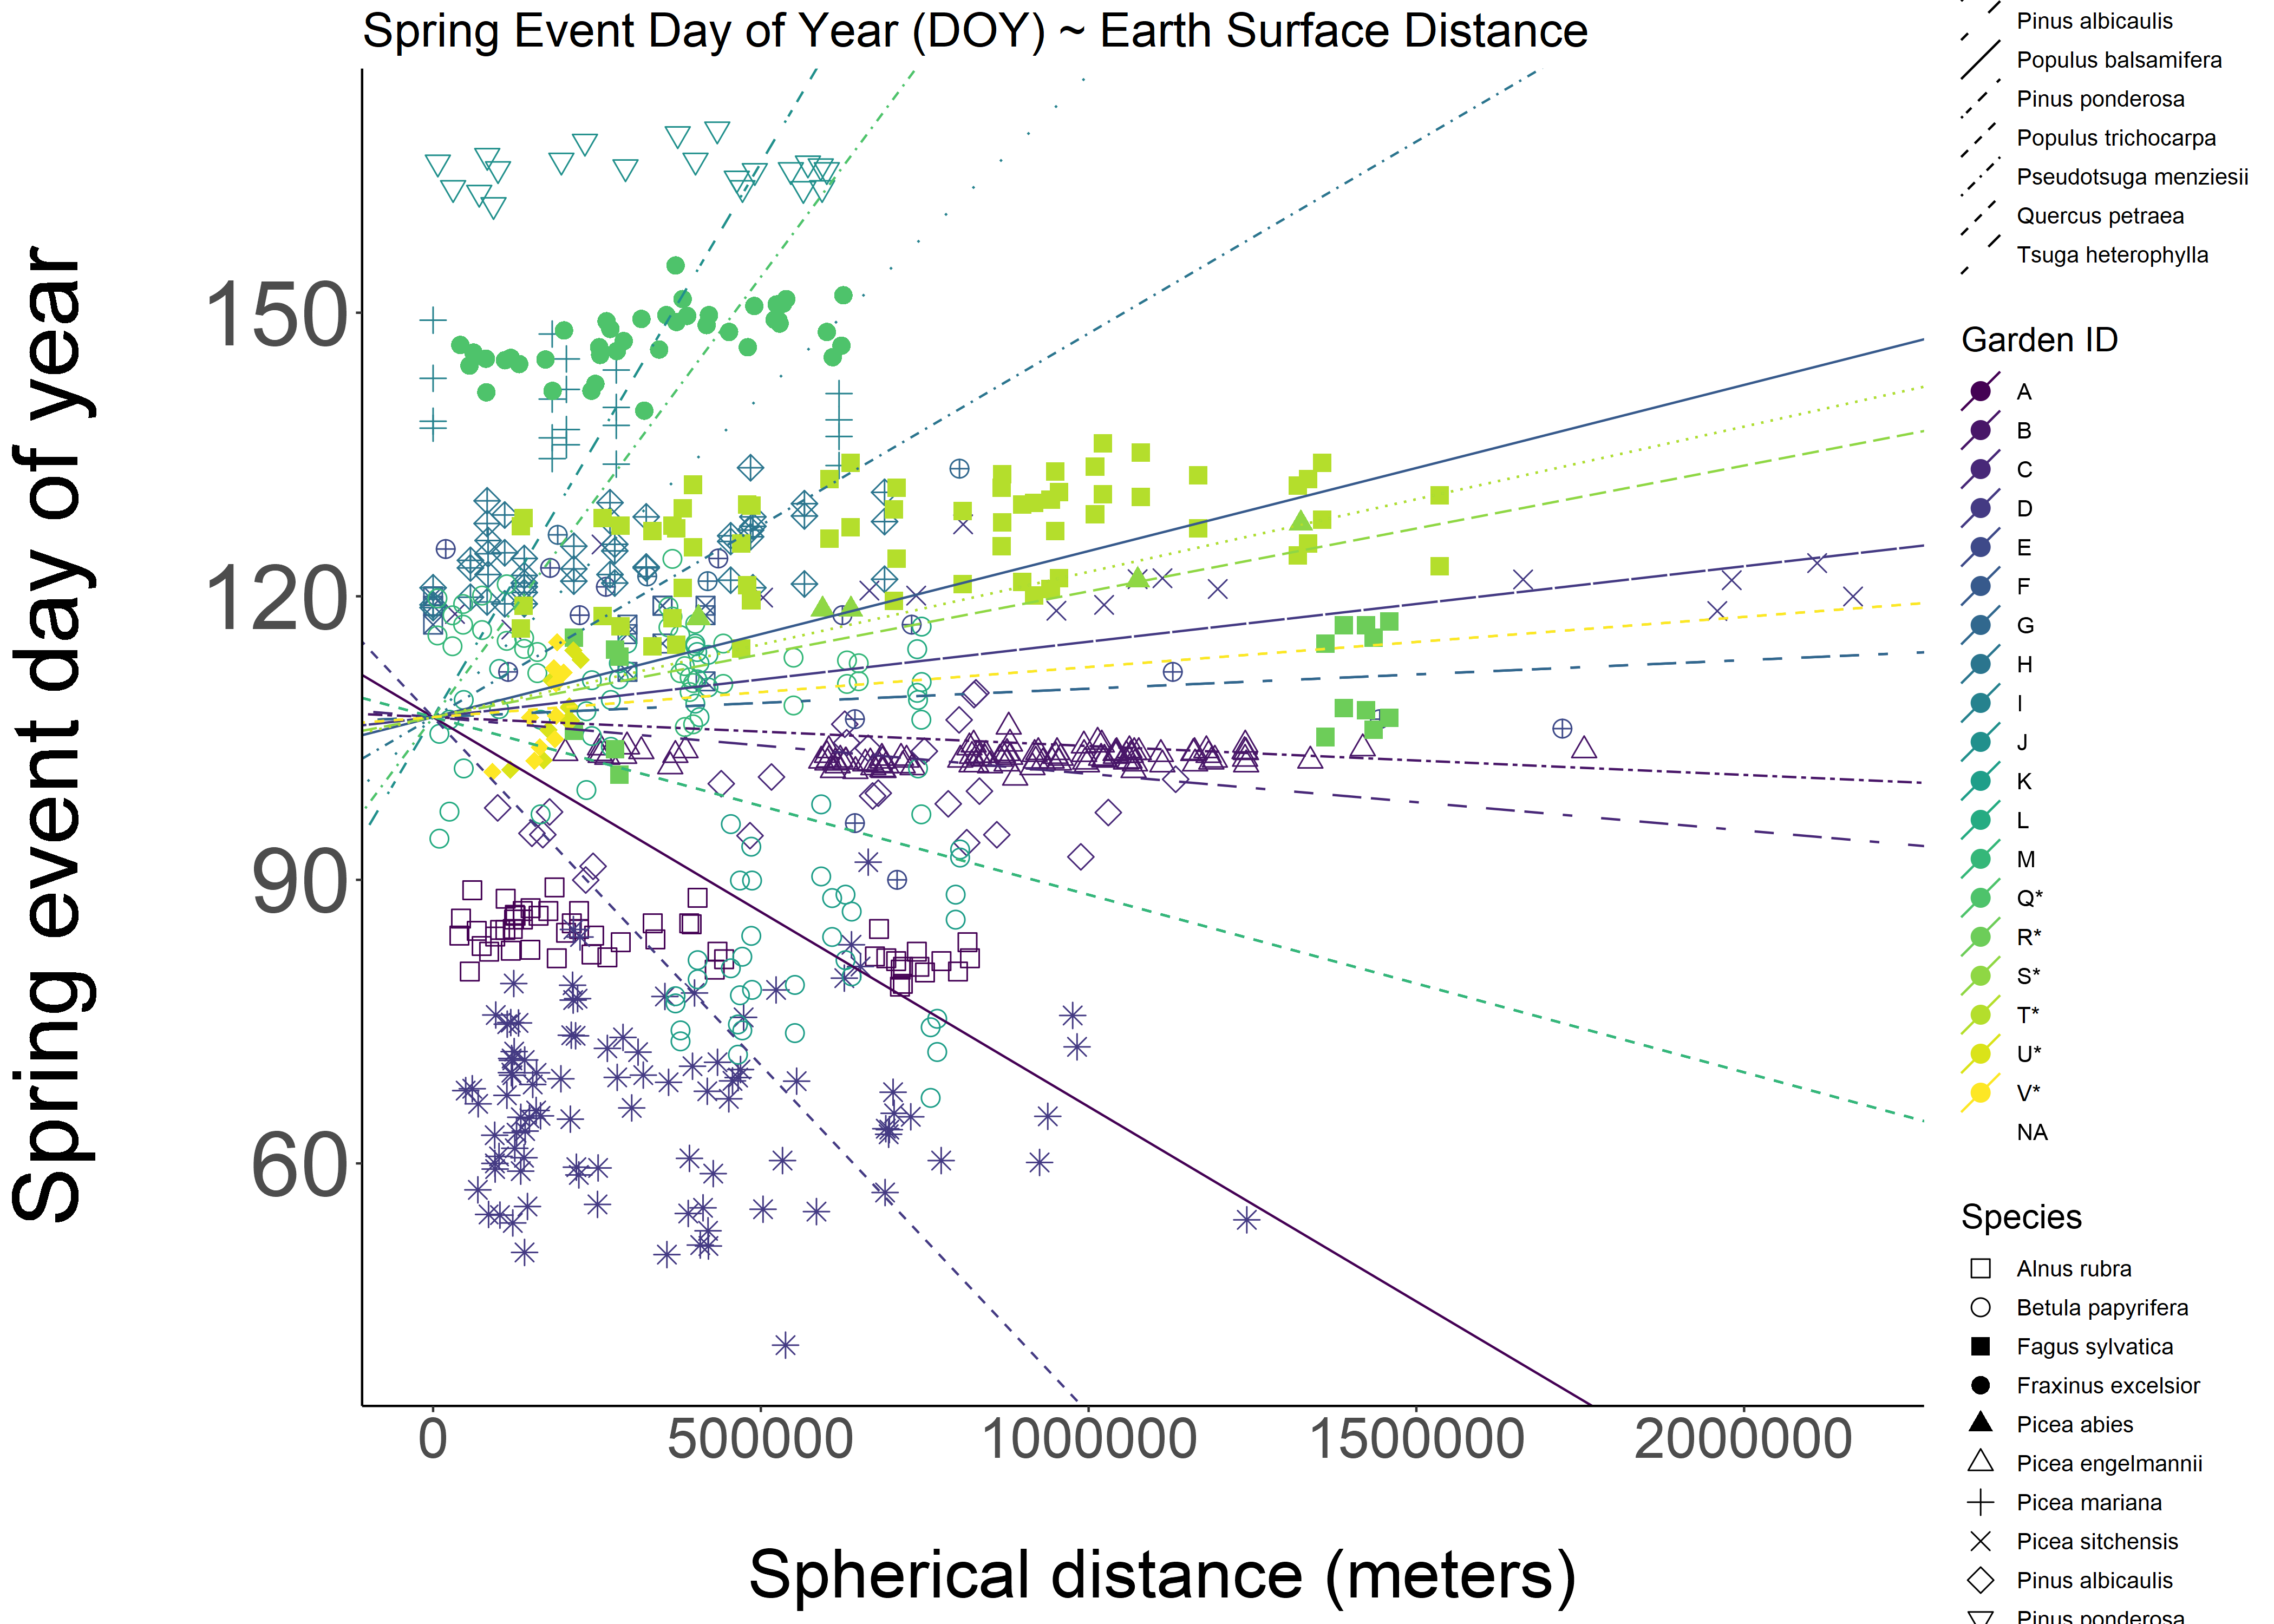 Spring Event Day of Year (DOY) ~ Earth Surface Distance
Spring event day of year
150
120
90
60
0
500000
1000000
1500000
2000000
Spherical distance (meters)
Pinus albicaulis
Populus balsamifera
Pinus ponderosa
Populus trichocarpa
Pseudotsuga menziesii
Quercus petraea
Tsuga heterophylla
Garden ID
A
B
C
D
E
F
G
H
I
J
K
L
M
Q*
R*
S*
T*
U*
V*
NA
Species
Alnus rubra
Betula papyrifera
Fagus sylvatica
Fraxinus excelsior
Picea abies
Picea engelmannii
Picea mariana
Picea sitchensis
Pinus albicaulis
Pinus ponderosa